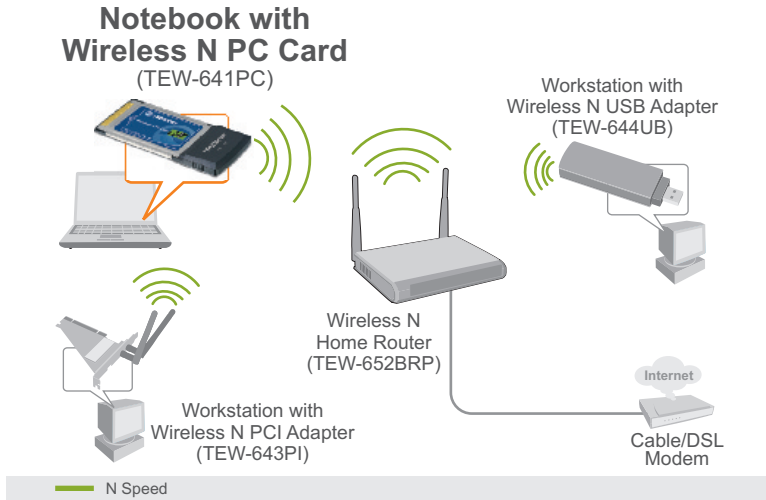 Notebook with
Wireless N PC Card
(TEW-641PC)
Workstation with
Wireless N USB Adapter
(TEW-644UB)
Wireless N
Home Router
(TEW-652BRP)
Internet
Workstation with
Wireless N PCI Adapter
(TEW-643PI)
Cable/DSL
Modem
N Speed